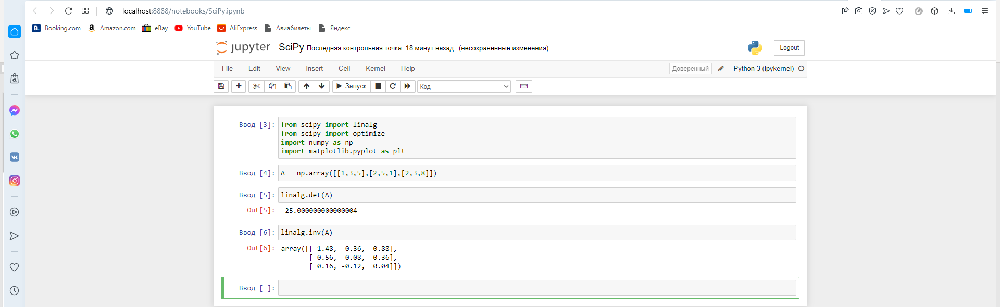 localhost:8888/notebooks/SciPy.ipynb
B. Booking.com a Amazon.com eBay YouTube AliExpress Авиабилеты Яндекс
jupyter SciPy Последняя контрольная точка: 18 минут назад (несохраненные изменения) Logout
File Edit View Insert Cell Kernel Help Доверенный Python 3 (ipykernel)
Запуск Код
Ввод [3]: from scipy import linalg
from scipy import optimize
import numpy as np
import matplotlib.pyplot as plt
Ввод [4]: A = np.array([[1,3,5],[2,5,1],[2,3,8]])
Ввод [5]: linalg.det(A)
Out[5]: -25.000000000000004
Ввод [6]: linalg.inv(A)
Out[6]: array([[-1.48, 0.36, 0.88],
[ 0.56, 0.08, -0.36],
[ 0.16, -0.12, 0.04]])
Ввод [ ]: